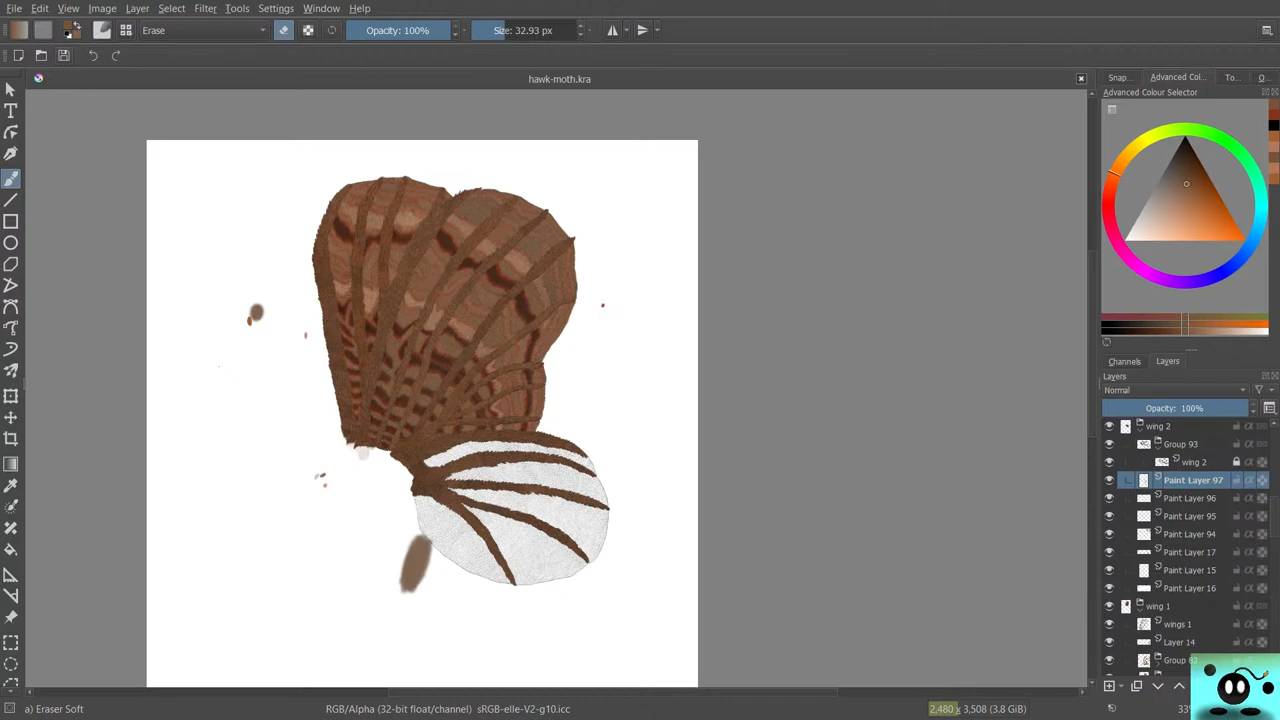 File Edit View Image Layer Select Filter Tools Settings Window Help
Erase Opacity: 100% Size: 32.93 px
hawk-moth.kra
Snap... Advanced Col... To... O...
Advanced Colour Selector
Channels Layers
Layers
Normal
Opacity: 100%
wing 2
Group 93
wing 2
Paint Layer 97
Paint Layer 96
Paint Layer 95
Paint Layer 94
Paint Layer 17
Paint Layer 15
Paint Layer 16
wing 1
wings 1
Layer 14
Group 82
a) Eraser Soft RGB/Alpha (32-bit float/channel) sRGB-elle-V2-g10.icc 2,480 x 3,508 (3.8 GiB) 33%